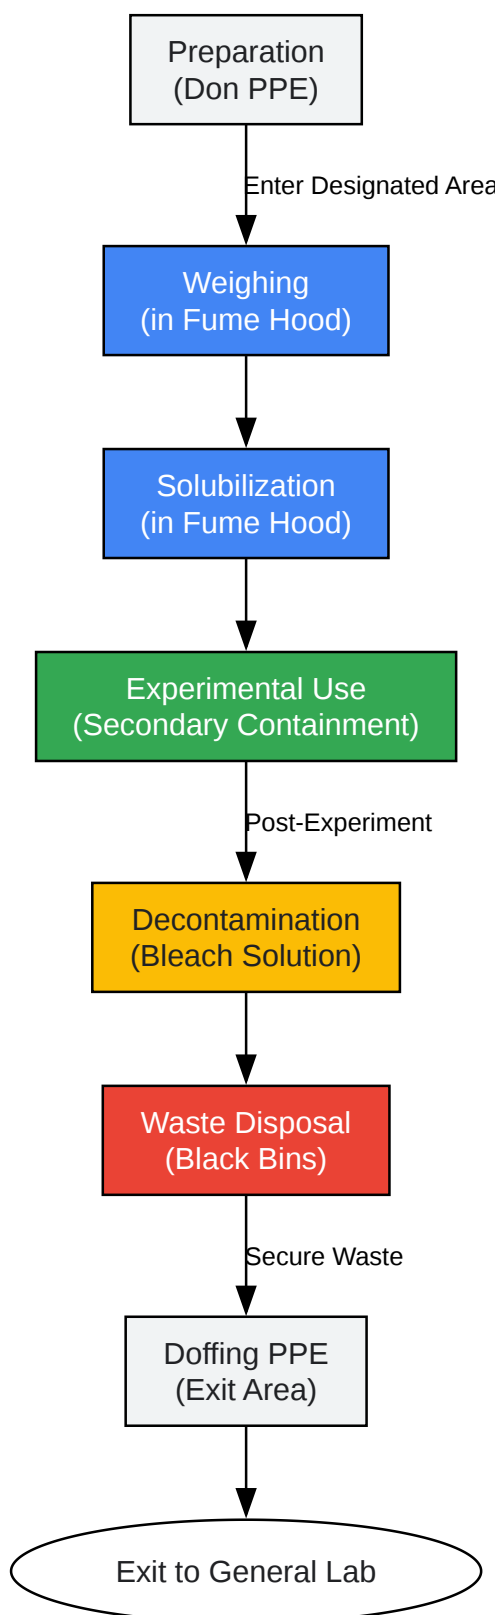 Preparation
(Don PPE)
Enter Designated Area
Weighing
(in Fume Hood)
Solubilization
(in Fume Hood)
Experimental Use
(Secondary Containment)
Post-Experiment
Decontamination
(Bleach Solution)
Waste Disposal
(Black Bins)
Secure Waste
Doffing PPE
(Exit Area)
Exit to General Lab